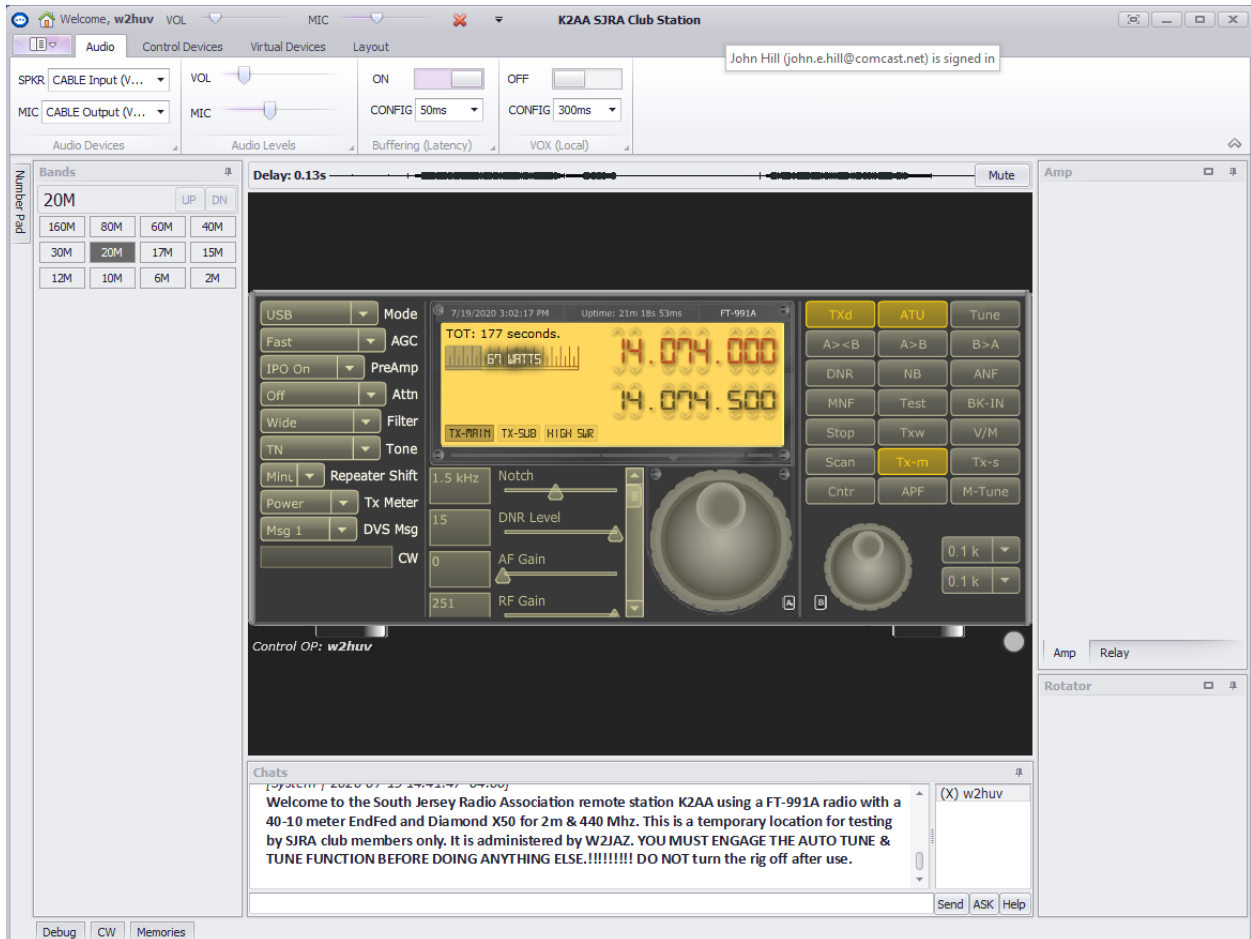 Welcome, w2huv VOL MIC K2AA SJRA Club Station
Audio Control Devices Virtual Devices Layout
John Hill (john.e.hill@comcast.net) is signed in
SPKR CABLE Input (V... VOL ON OFF
MIC CABLE Output (V... MIC CONFIG 50ms CONFIG 300ms
Audio Devices Audio Levels Buffering (Latency) VOX (Local)
Number Pad
Bands
20M UP DN
160M 80M 60M 40M
30M 20M 17M 15M
12M 10M 6M 2M
Delay: 0.13s Mute
USB Mode
Fast AGC
IPO On PreAmp
Off Attn
Wide Filter
TN Tone
Repeater Shift
Power Tx Meter
Msg 1 DVS Msg
CW
7/19/2020 3:02:17 PM Uptime: 21m 18s 53ms FT-991A
TOT: 177 seconds.
67 WATTS
14.074.000
14.074.500
TX-MAIN TX-SUB HIGH SWR
1.5 kHz Notch
15 DNR Level
0 AF Gain
251 RF Gain
A
B
TXd ATU Tune
A><B A>B B>A
DNR NB ANF
MNF Test BK-IN
Stop Txw V/M
Scan Tx-m Tx-s
Cntr APF M-Tune
0.1 k
0.1 k
Control OP: w2huv
Amp
Amp Relay
Rotator
Chats
Welcome to the South Jersey Radio Association remote station K2AA using a FT-991A radio with a
40-10 meter EndFed and Diamond X50 for 2m & 440 Mhz. This is a temporary location for testing
by SJRA club members only. It is administered by W2JAZ. YOU MUST ENGAGE THE AUTO TUNE &
TUNE FUNCTION BEFORE DOING ANYTHING ELSE.!!!!!!!!! DO NOT turn the rig off after use.
(X) w2huv
Send ASK Help
Debug CW Memories